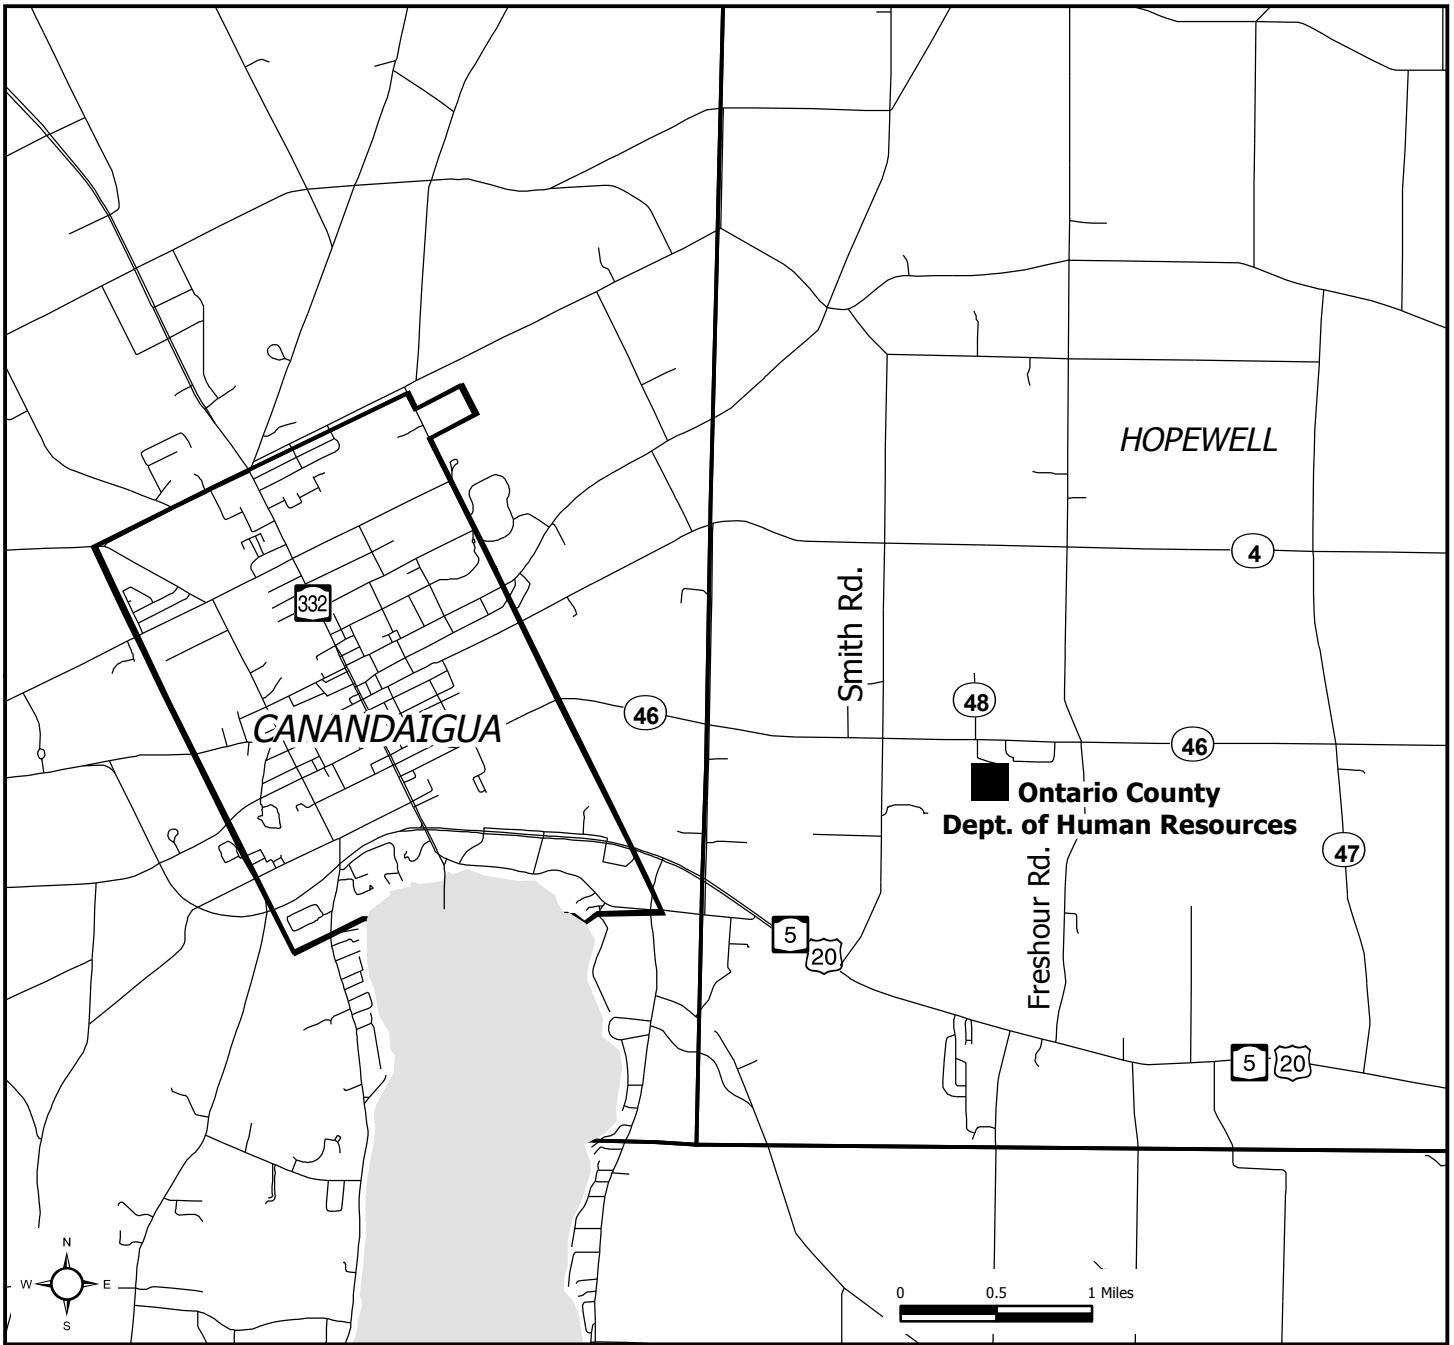 HOPEWELL
4
332
Smith Rd.
48
46
CANANDAIGUA
46
Ontario County
Dept. of Human Resources
47
Freshour Rd.
5
20
5
20
N
W E
S
0 0.5 1 Miles